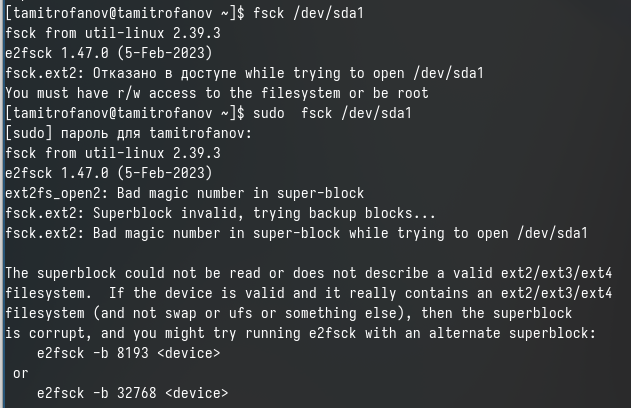 [tamitrofanov@tamitrofanov ~]$ fsck /dev/sda1
fsck from util-linux 2.39.3
e2fsck 1.47.0 (5-Feb-2023)
fsck.ext2: Отказано в доступе while trying to open /dev/sda1
You must have r/w access to the filesystem or be root
[tamitrofanov@tamitrofanov ~]$ sudo  fsck /dev/sda1
[sudo] пароль для tamitrofanov:
fsck from util-linux 2.39.3
e2fsck 1.47.0 (5-Feb-2023)
ext2fs_open2: Bad magic number in super-block
fsck.ext2: Superblock invalid, trying backup blocks...
fsck.ext2: Bad magic number in super-block while trying to open /dev/sda1
The superblock could not be read or does not describe a valid ext2/ext3/ext4
filesystem.  If the device is valid and it really contains an ext2/ext3/ext4
filesystem (and not swap or ufs or something else), then the superblock
is corrupt, and you might try running e2fsck with an alternate superblock:
    e2fsck -b 8193 <device>
 or
    e2fsck -b 32768 <device>